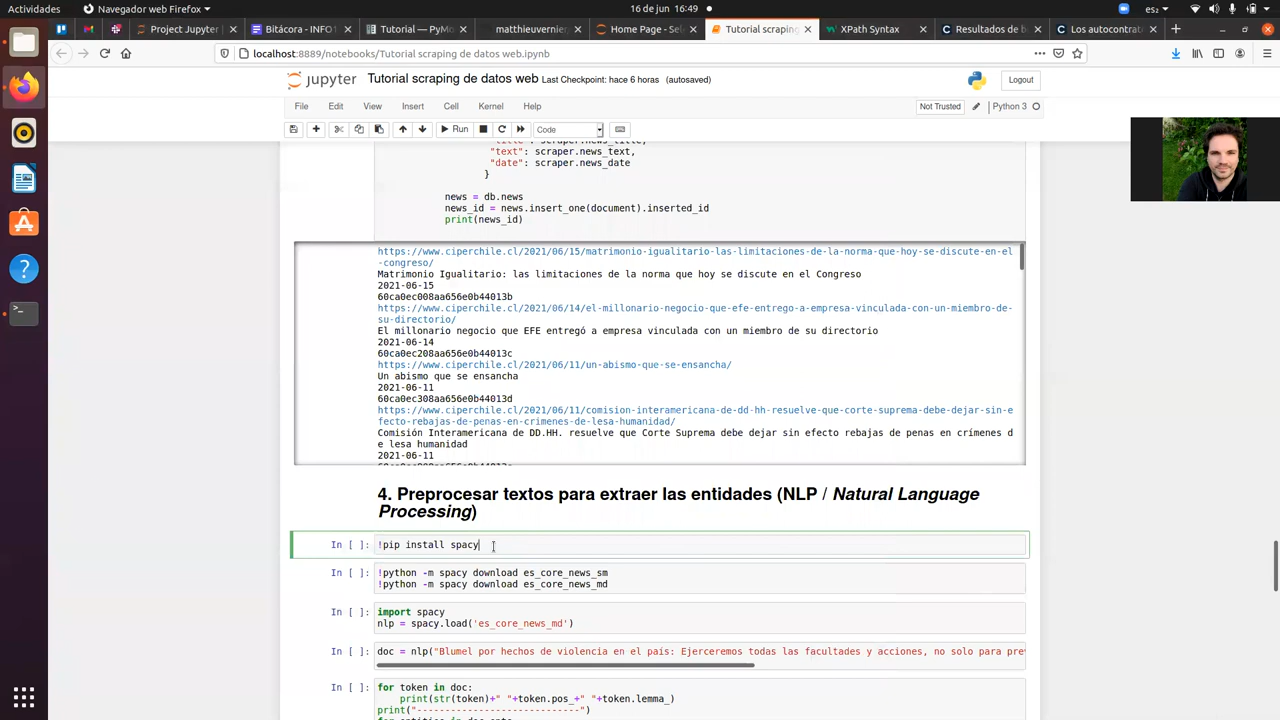 Actividades
Navegador web Firefox
16 de jun 16:49
es₂
Project Jupyter
Bitácora - INFO1
Tutorial — PyMo
matthieuvernie
Home Page - Sele
Tutorial scraping
XPath Syntax
Resultados de b
Los autocontrat
localhost:8889/notebooks/Tutorial scraping de datos web.ipynb
jupyter Tutorial scraping de datos web Last Checkpoint: hace 6 horas (autosaved)
Logout
File Edit View Insert Cell Kernel Help
Not Trusted
Python 3
Run
Code
"title": scraper.news_title,
"text": scraper.news_text,
"date": scraper.news_date
}
news = db.news
news_id = news.insert_one(document).inserted_id
print(news_id)
https://www.ciperchile.cl/2021/06/15/matrimonio-igualitario-las-limitaciones-de-la-norma-que-hoy-se-discute-en-el
-congreso/
Matrimonio Igualitario: las limitaciones de la norma que hoy se discute en el Congreso
2021-06-15
60ca0ec008aa656e0b44013b
https://www.ciperchile.cl/2021/06/14/el-millonario-negocio-que-efe-entrego-a-empresa-vinculada-con-un-miembro-de-
su-directorio/
El millonario negocio que EFE entregó a empresa vinculada con un miembro de su directorio
2021-06-14
60ca0ec208aa656e0b44013c
https://www.ciperchile.cl/2021/06/11/un-abismo-que-se-ensancha/
Un abismo que se ensancha
2021-06-11
60ca0ec308aa656e0b44013d
https://www.ciperchile.cl/2021/06/11/comision-interamericana-de-dd-hh-resuelve-que-corte-suprema-debe-dejar-sin-e
fecto-rebajas-de-penas-en-crimenes-de-lesa-humanidad/
Comisión Interamericana de DD.HH. resuelve que Corte Suprema debe dejar sin efecto rebajas de penas en crímenes d
e lesa humanidad
2021-06-11
4. Preprocesar textos para extraer las entidades (NLP / Natural Language
Processing)
In [ ]: !pip install spacy
In [ ]: !python -m spacy download es_core_news_sm
!python -m spacy download es_core_news_md
In [ ]: import spacy
nlp = spacy.load('es_core_news_md')
In [ ]: doc = nlp("Blumel por hechos de violencia en el país: Ejerceremos todas las facultades y acciones, no solo para pre
In [ ]: for token in doc:
print(str(token)+" "+token.pos_+" "+token.lemma_)
print("-----------------------------")